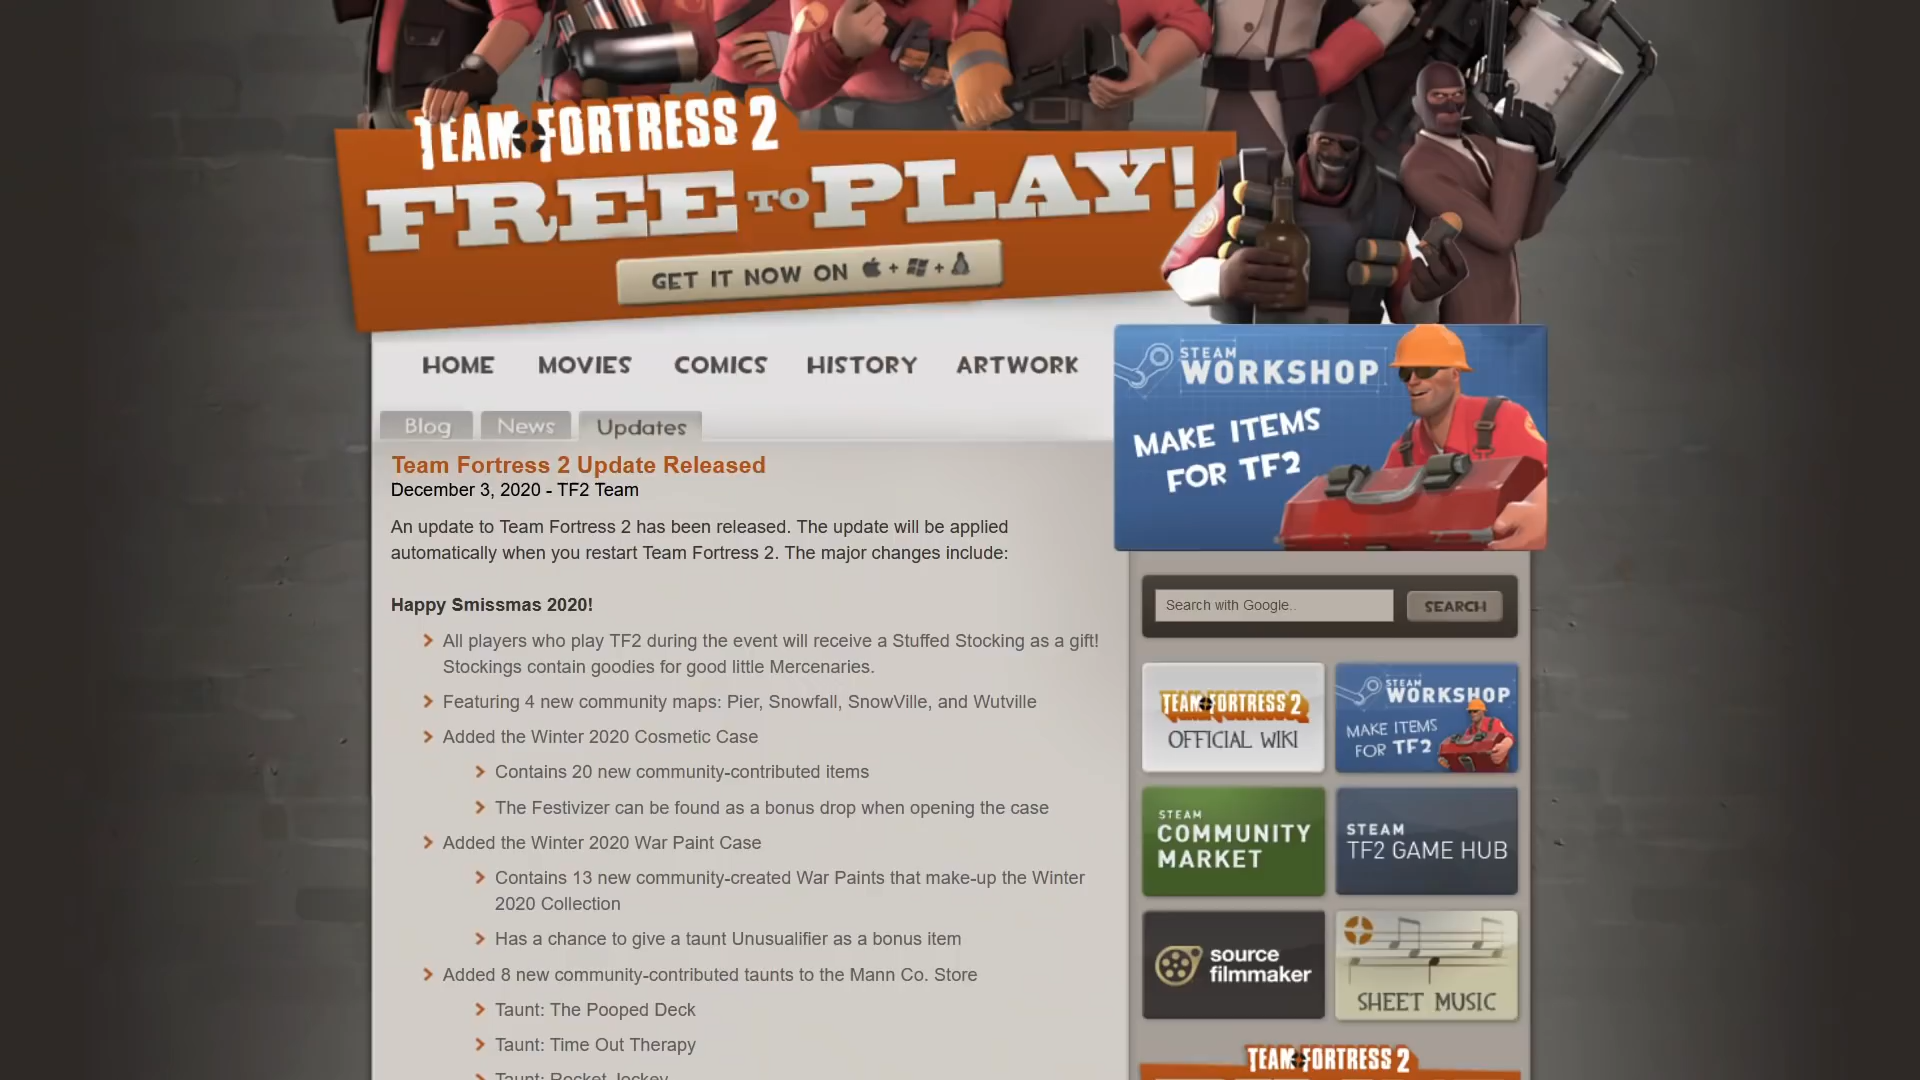 TEAM FORTRESS 2
FREE TO PLAY!
GET IT NOW ON + +
HOME MOVIES COMICS HISTORY ARTWORK
STEAM
WORKSHOP
MAKE ITEMS
FOR TF2
Blog News Updates
Team Fortress 2 Update Released
December 3, 2020 - TF2 Team
An update to Team Fortress 2 has been released. The update will be applied
automatically when you restart Team Fortress 2. The major changes include:
Happy Smissmas 2020!
All players who play TF2 during the event will receive a Stuffed Stocking as a gift!
Stockings contain goodies for good little Mercenaries.
Featuring 4 new community maps: Pier, Snowfall, SnowVille, and Wutville
Added the Winter 2020 Cosmetic Case
Contains 20 new community-contributed items
The Festivizer can be found as a bonus drop when opening the case
Added the Winter 2020 War Paint Case
Contains 13 new community-created War Paints that make-up the Winter
2020 Collection
Has a chance to give a taunt Unusualifier as a bonus item
Added 8 new community-contributed taunts to the Mann Co. Store
Taunt: The Pooped Deck
Taunt: Time Out Therapy
Taunt: Rocket Jockey
Search with Google.. SEARCH
TEAM FORTRESS 2
OFFICIAL WIKI
STEAM
WORKSHOP
MAKE ITEMS
FOR TF2
STEAM
COMMUNITY
MARKET
STEAM
TF2 GAME HUB
source
filmmaker
SHEET MUSIC
TEAM FORTRESS 2